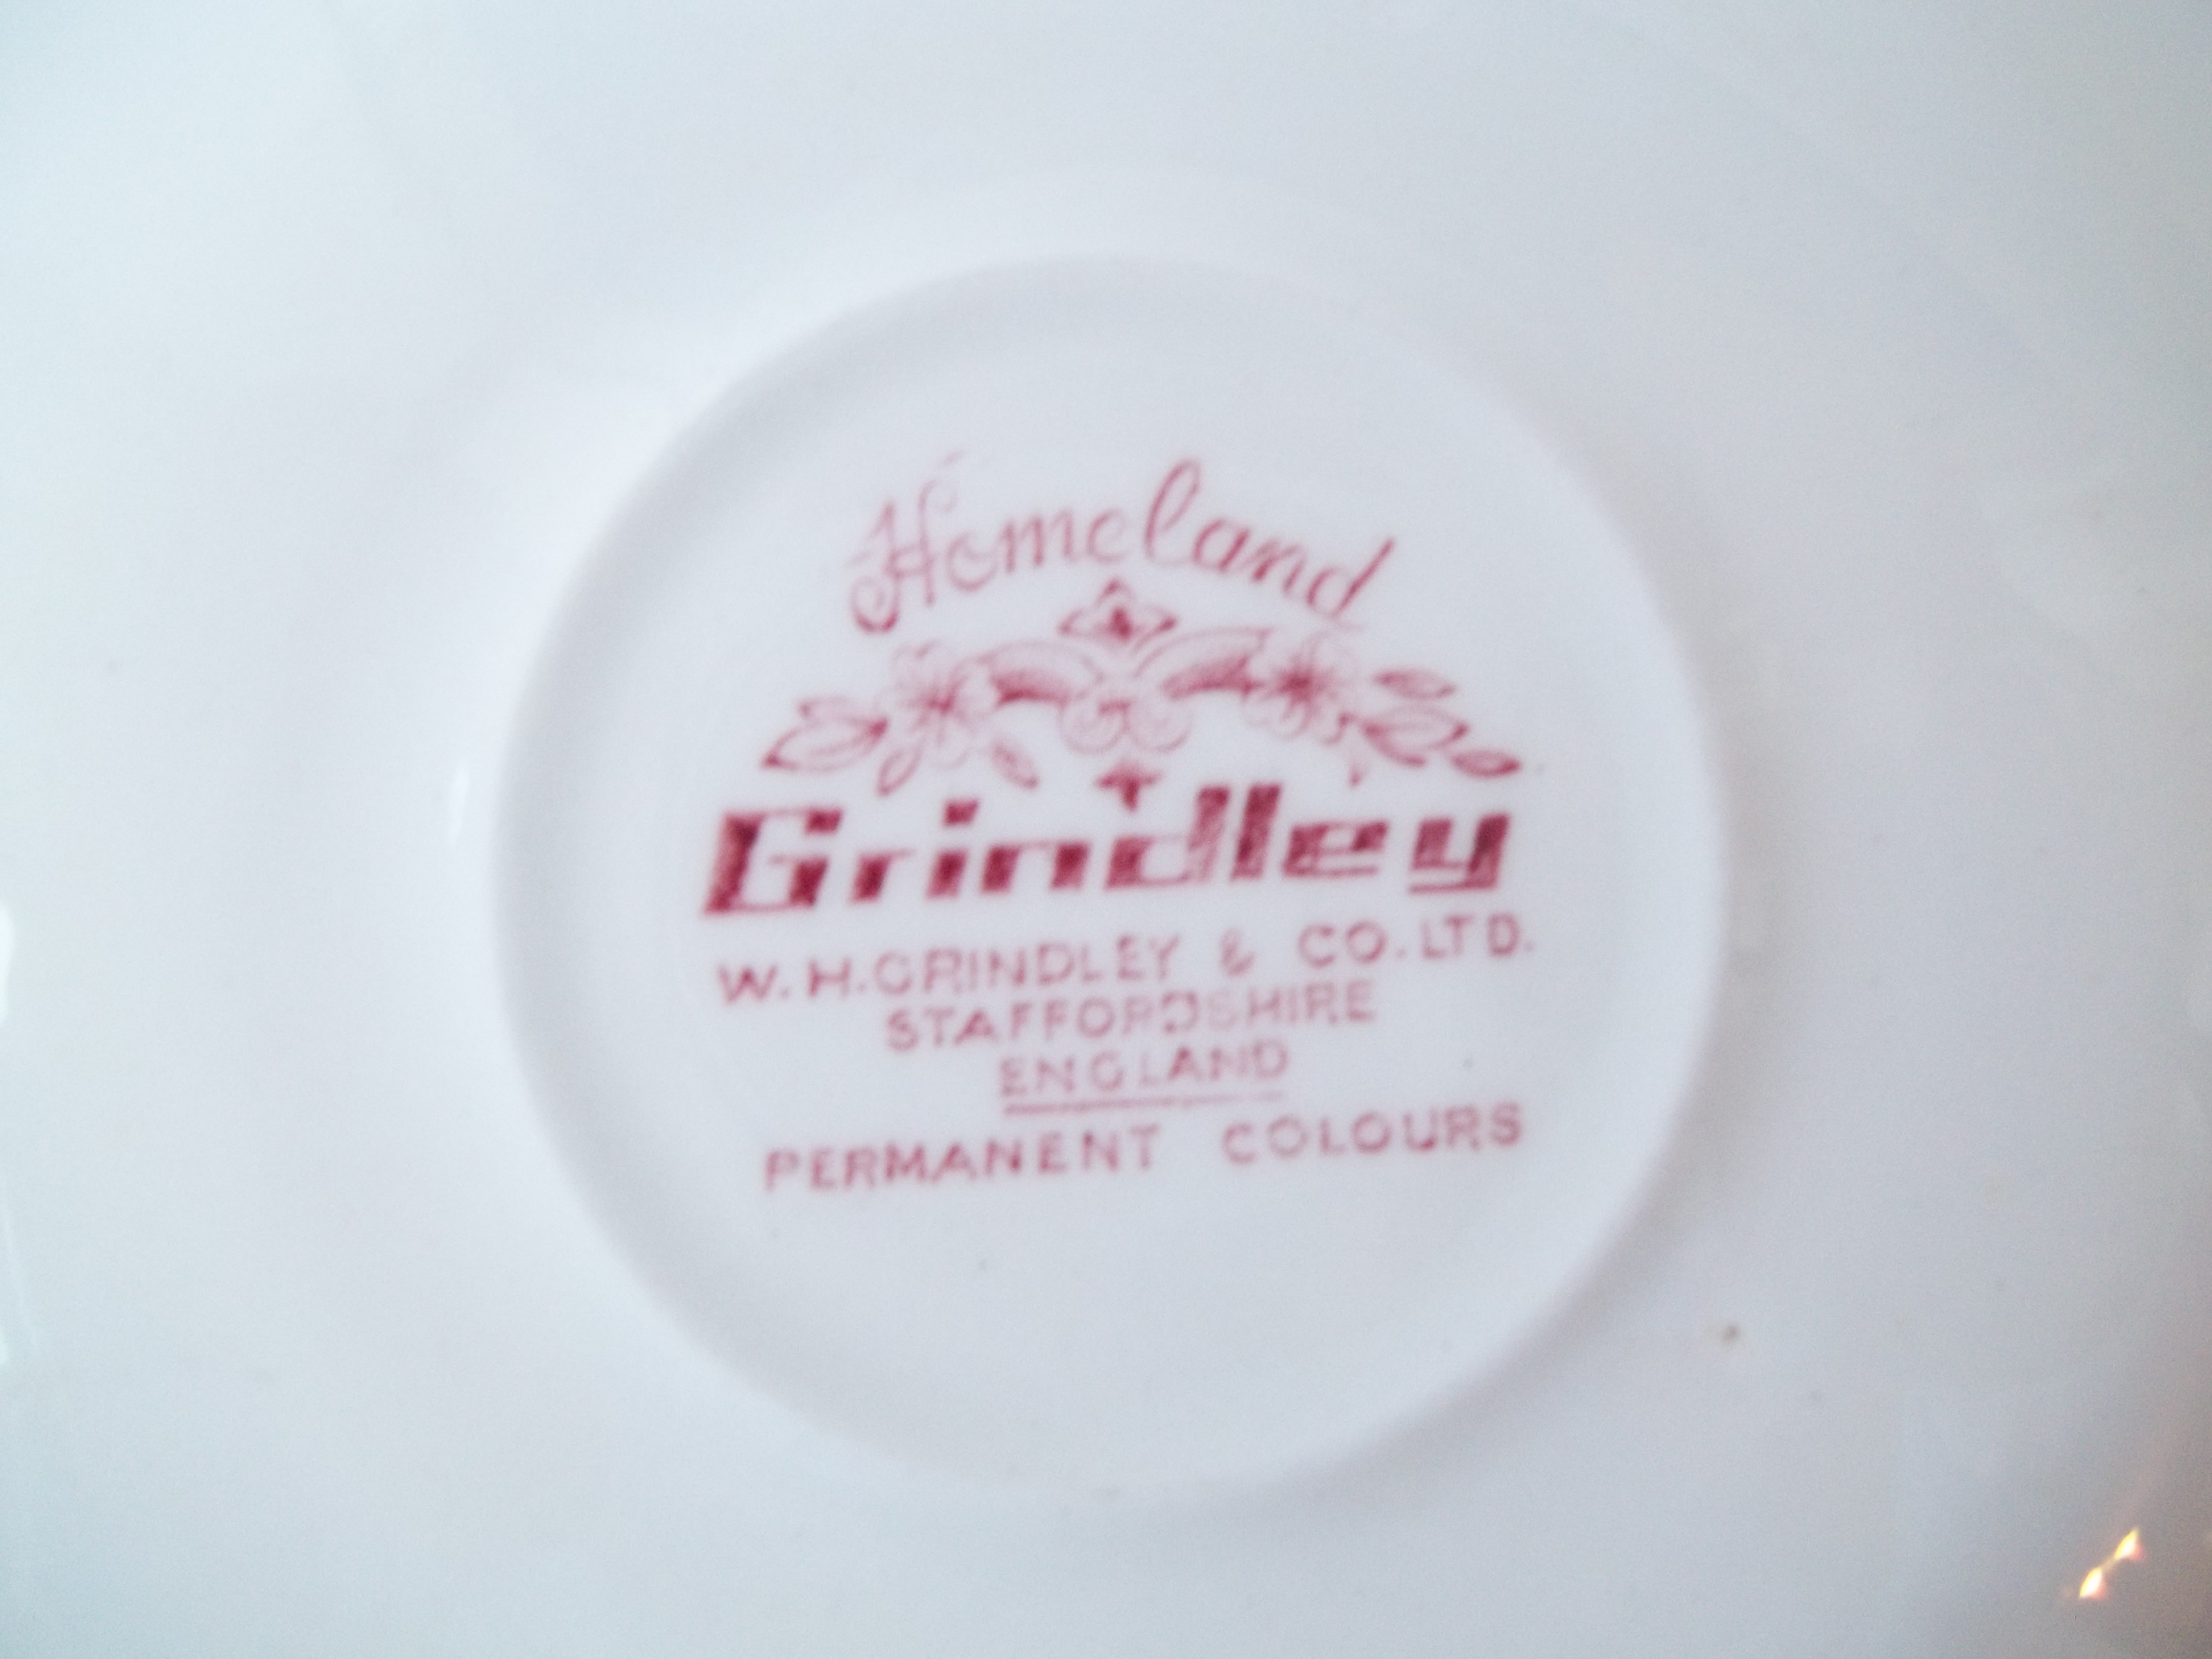 Homeland
Grindley
W.H.GRINDLEY & CO.LTD.
STAFFORDSHIRE
ENGLAND
PERMANENT COLOURS